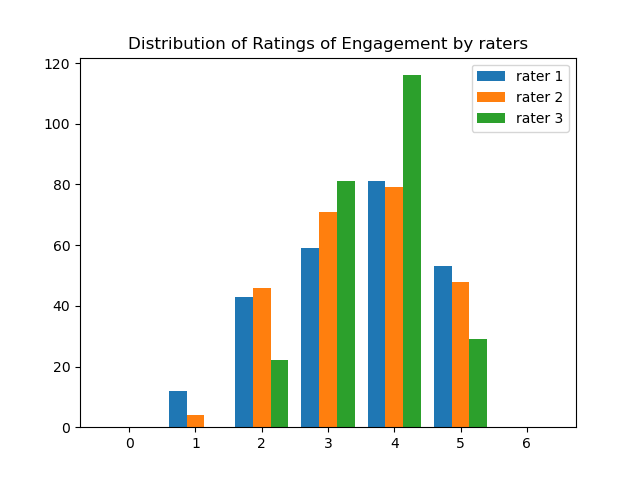 Distribution of Ratings of Engagement by raters
120
100
80
60
40
20
0
rater 1
rater 2
rater 3
0 1 2 3 4 5 6